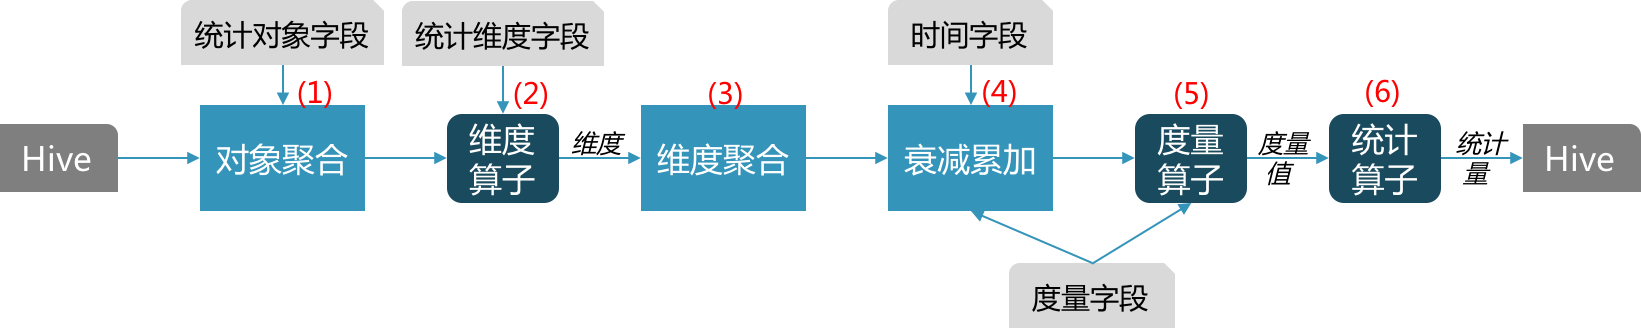 统计对象字段
统计维度字段
时间字段
(1)
(2)
(3)
(4)
(5)
(6)
Hive
对象聚合
维度
算子
维度
维度聚合
衰减累加
度量
算子
度量
值
统计
算子
统计
量
Hive
度量字段